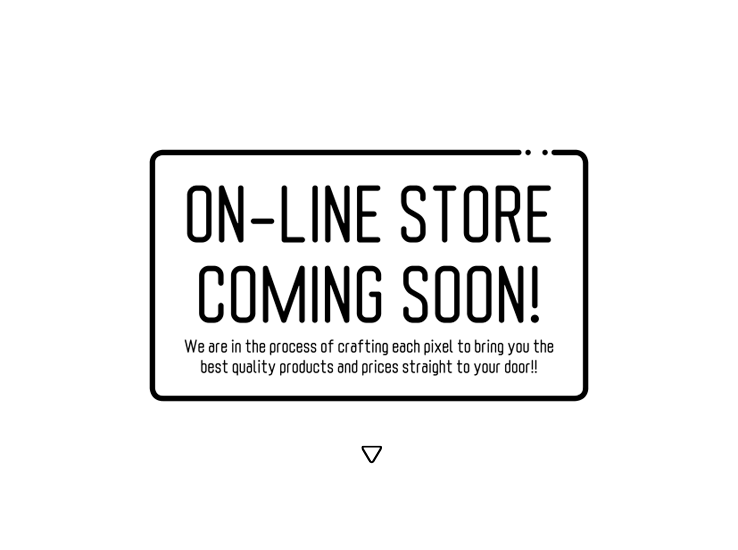 ON-LINE STORE
COMING SOON!
We are in the process of crafting each pixel to bring you the
best quality products and prices straight to your door!!